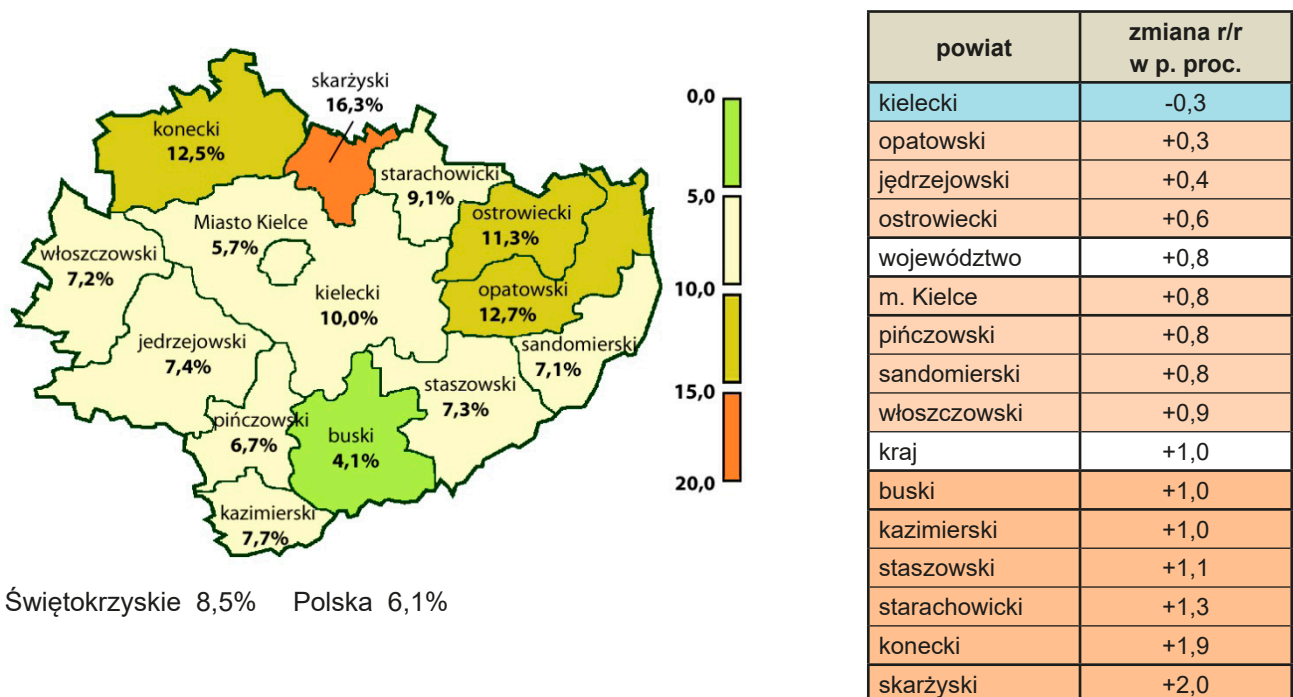 skarżyski
16,3%
konecki
12,5%
starachowicki
9,1%
ostrowiecki
11,3%
Miasto Kielce
5,7%
włoszczowski
7,2%
kielecki
10,0%
opatowski
12,7%
jedrzejowski
7,4%
sandomierski
7,1%
staszowski
7,3%
pińczowski
6,7%
buski
4,1%
kazimierski
7,7%
0,0
5,0
10,0
15,0
20,0
Świętokrzyskie 8,5% Polska 6,1%
powiat zmiana r/r
w p. proc.
kielecki -0,3
opatowski +0,3
jędrzejowski +0,4
ostrowiecki +0,6
województwo +0,8
m. Kielce +0,8
pińczowski +0,8
sandomierski +0,8
włoszczowski +0,9
kraj +1,0
buski +1,0
kazimierski +1,0
staszowski +1,1
starachowicki +1,3
konecki +1,9
skarżyski +2,0